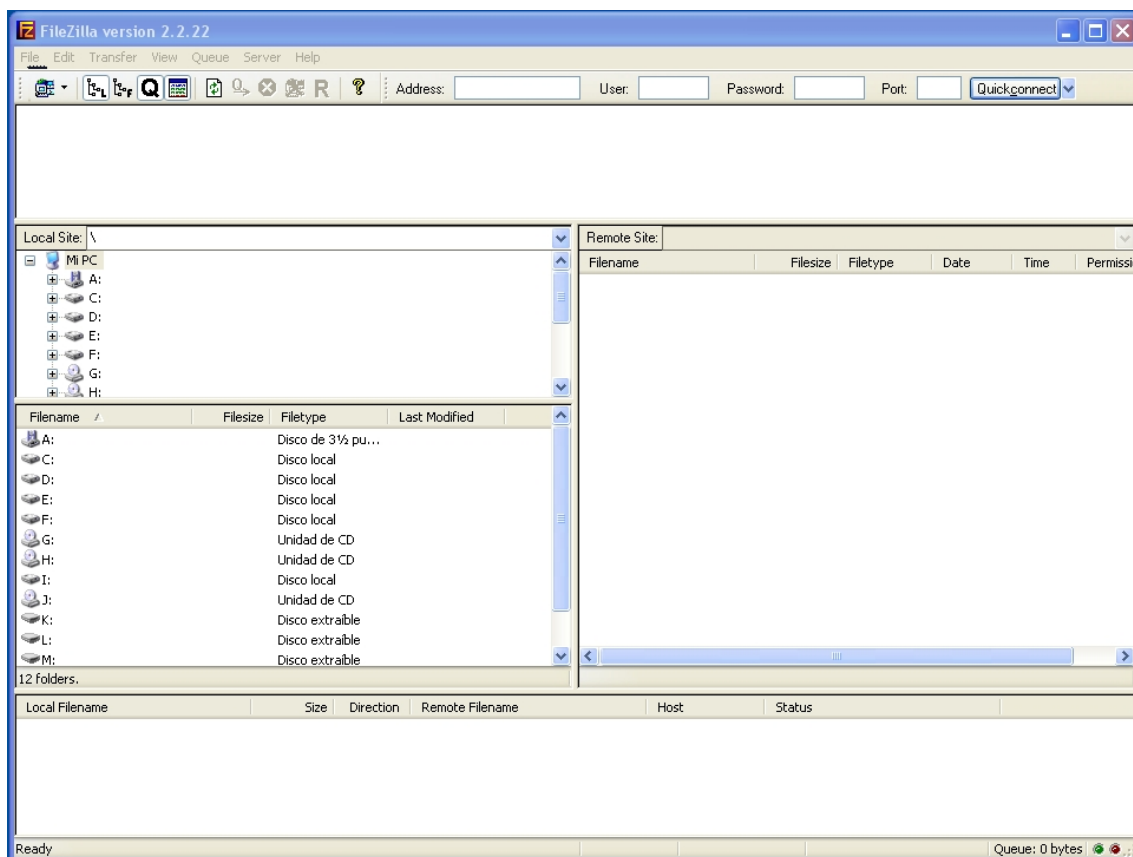 FileZilla version 2.2.22
File Edit Transfer View Queue Server Help
Address: User: Password: Port: Quickconnect
Local Site: \
Remote Site:
Mi PC
A:
C:
D:
E:
F:
G:
H:
Filename Filesize Filetype Date Time Permissi
Filename Filesize Filetype Last Modified
A: Disco de 3½ pu...
C: Disco local
D: Disco local
E: Disco local
F: Disco local
G: Unidad de CD
H: Unidad de CD
I: Disco local
J: Unidad de CD
K: Disco extraíble
L: Disco extraíble
M: Disco extraíble
12 folders.
Local Filename Size Direction Remote Filename Host Status
Ready Queue: 0 bytes